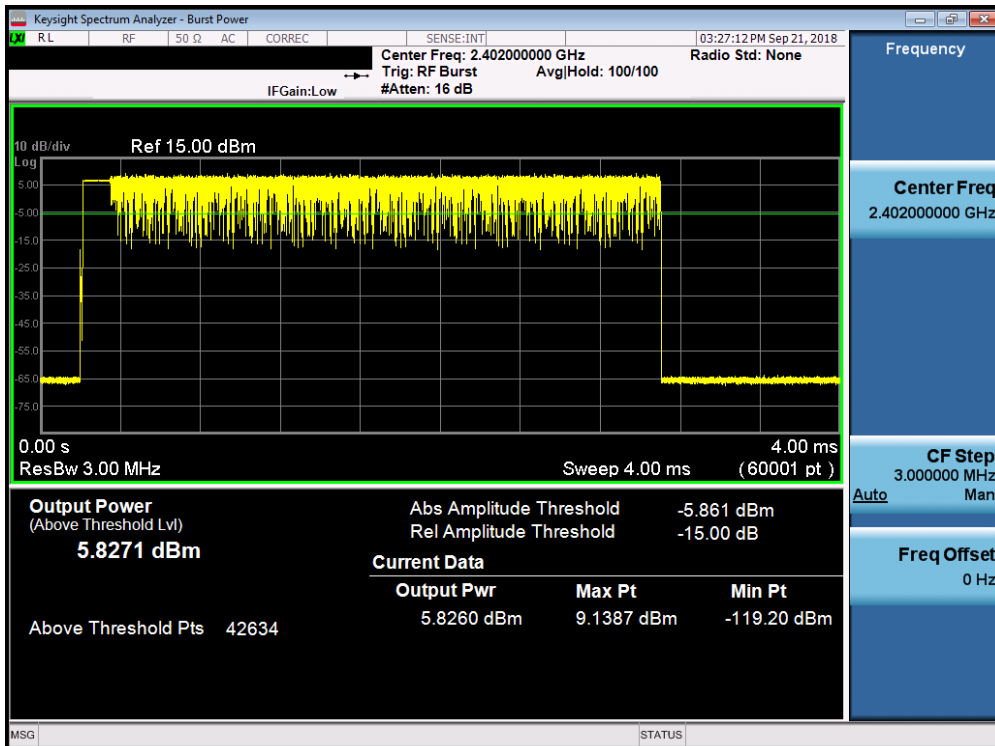 Keysight Spectrum Analyzer - Burst Power
LXI RL RF 50 Ω AC CORREC SENSE:INT 03:27:12 PM Sep 21, 2018
Center Freq: 2.402000000 GHz Radio Std: None
Trig: RF Burst Avg|Hold: 100/100
IFGain:Low #Atten: 16 dB
10 dB/div Ref 15.00 dBm
Log
5.00
-5.00
-15.0
-25.0
-35.0
-45.0
-55.0
-65.0
-75.0
0.00 s 4.00 ms
ResBw 3.00 MHz Sweep 4.00 ms (60001 pt)
Output Power
(Above Threshold Lvl)
5.8271 dBm
Above Threshold Pts 42634
Abs Amplitude Threshold -5.861 dBm
Rel Amplitude Threshold -15.00 dB
Current Data
Output Pwr Max Pt Min Pt
5.8260 dBm 9.1387 dBm -119.20 dBm
Frequency
Center Freq
2.402000000 GHz
CF Step
3.000000 MHz
Auto Man
Freq Offset
0 Hz
MSG STATUS